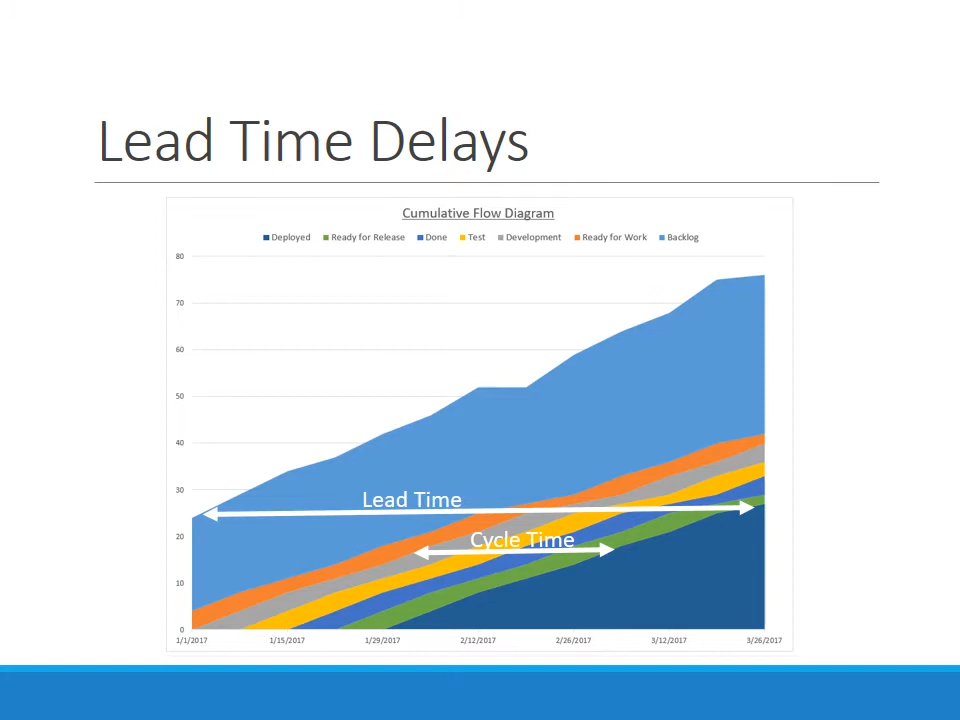 Lead Time Delays
Cumulative Flow Diagram
Deployed Ready for Release Done Test Development Ready for Work Backlog
80
70
60
50
40
30
20
10
0
Lead Time
Cycle Time
1/1/2017 1/15/2017 1/29/2017 2/12/2017 2/26/2017 3/12/2017 3/26/2017